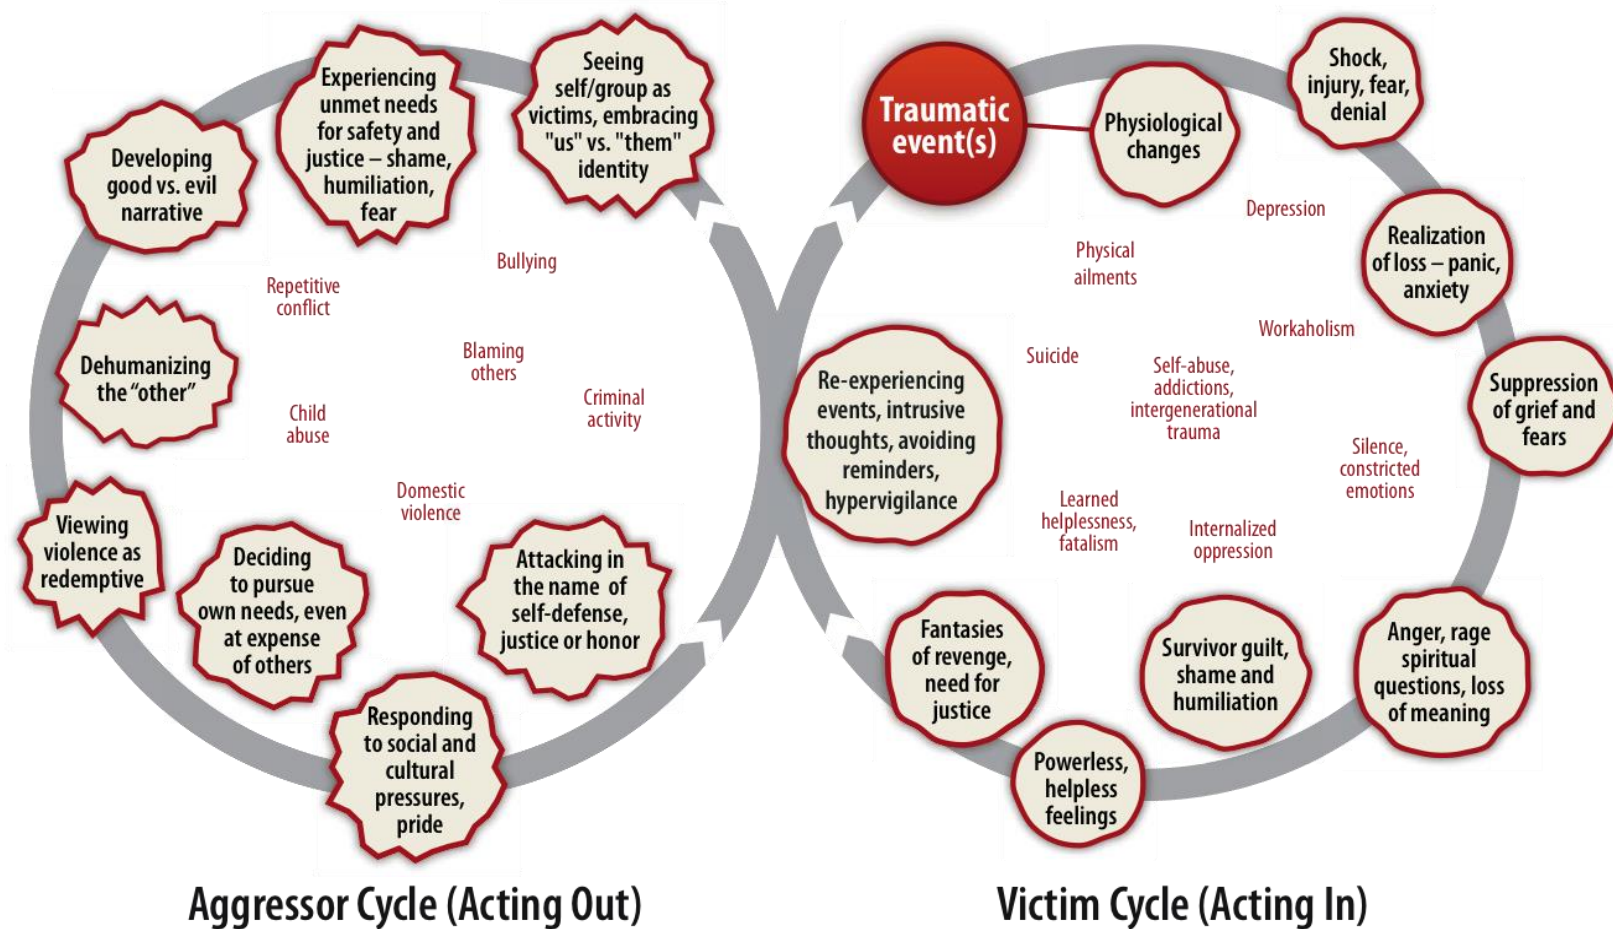 Seeing
self/group as
victims, embracing
"us" vs. "them"
identity
Experiencing
unmet needs
for safety and
justice – shame,
humiliation,
fear
Developing
good vs. evil
narrative
Dehumanizing
the “other”
Viewing
violence as
redemptive
Deciding
to pursue
own needs, even
at expense
of others
Responding
to social and
cultural
pressures,
pride
Attacking in
the name of
self-defense,
justice or honor
Bullying
Repetitive
conflict
Blaming
others
Criminal
activity
Child
abuse
Domestic
violence
Aggressor Cycle (Acting Out)
Traumatic
event(s)
Physiological
changes
Shock,
injury, fear,
denial
Realization
of loss – panic,
anxiety
Suppression
of grief and
fears
Anger, rage
spiritual
questions, loss
of meaning
Survivor guilt,
shame and
humiliation
Powerless,
helpless
feelings
Fantasies
of revenge,
need for
justice
Re-experiencing
events, intrusive
thoughts, avoiding
reminders,
hypervigilance
Depression
Physical
ailments
Workaholism
Suicide
Self-abuse,
addictions,
intergenerational
trauma
Silence,
constricted
emotions
Learned
helplessness,
fatalism
Internalized
oppression
Victim Cycle (Acting In)